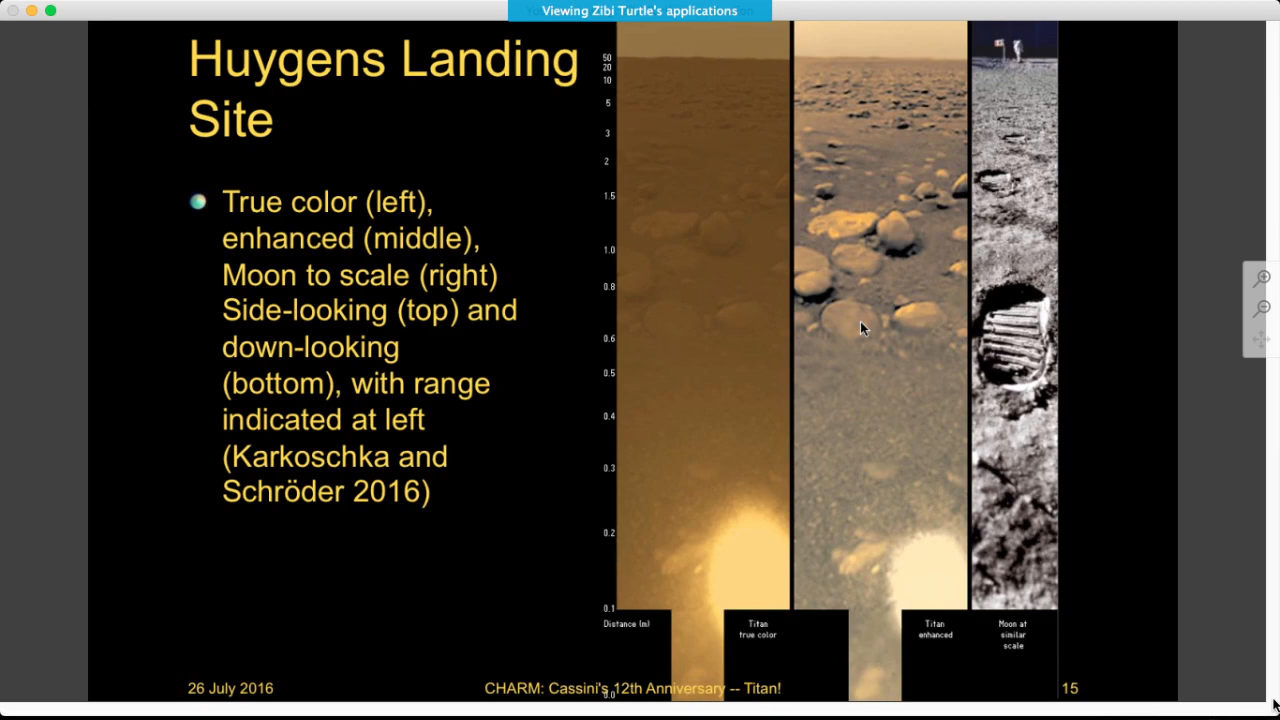 Viewing Zibi Turtle's applications
Huygens Landing
Site
True color (left),
enhanced (middle),
Moon to scale (right)
Side-looking (top) and
down-looking
(bottom), with range
indicated at left
(Karkoschka and
Schröder 2016)
50
20
10
5
3
2
1.5
1.0
0.8
0.6
0.5
0.4
0.3
0.2
0.1
Distance (m)
Titan
true color
Titan
enhanced
Moon at
similar
scale
0.0
26 July 2016
CHARM: Cassini's 12th Anniversary -- Titan!
15